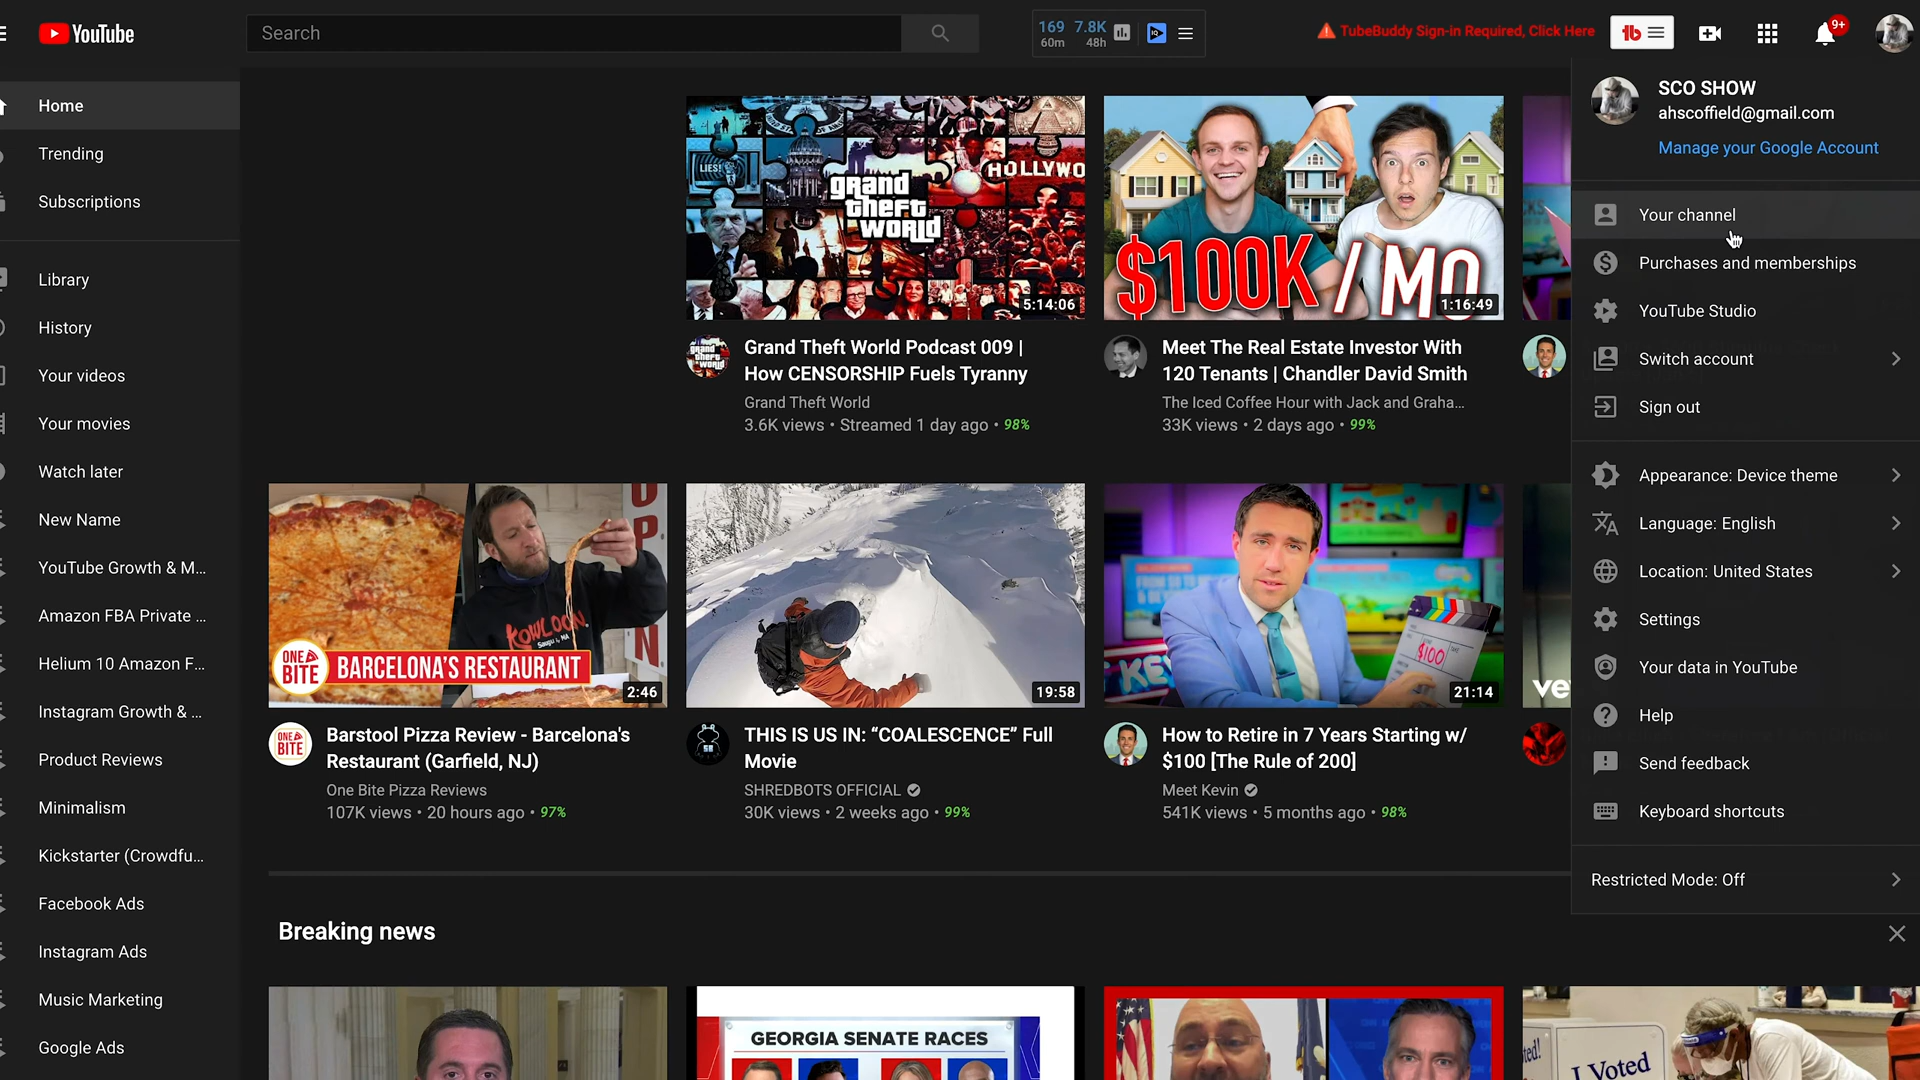 YouTube
Search
169 7.8K
60m 48h
TubeBuddy Sign-in Required, Click Here
9+
Home
Trending
Subscriptions
Library
History
Your videos
Your movies
Watch later
New Name
YouTube Growth & M...
Amazon FBA Private ...
Helium 10 Amazon F...
Instagram Growth & ...
Product Reviews
Minimalism
Kickstarter (Crowdfu...
Facebook Ads
Instagram Ads
Music Marketing
Google Ads
LIES!
HOLLYWO
grand
theft
world
5:14:06
Grand Theft World Podcast 009 |
How CENSORSHIP Fuels Tyranny
Grand Theft World
3.6K views • Streamed 1 day ago • 98%
$100K / MO
1:16:49
Meet The Real Estate Investor With
120 Tenants | Chandler David Smith
The Iced Coffee Hour with Jack and Graha...
33K views • 2 days ago • 99%
ONE
BITE
BARCELONA'S RESTAURANT
KOWLOON
2:46
Barstool Pizza Review - Barcelona's
Restaurant (Garfield, NJ)
One Bite Pizza Reviews
107K views • 20 hours ago • 97%
19:58
THIS IS US IN: “COALESCENCE” Full
Movie
SHREDBOTS OFFICIAL
30K views • 2 weeks ago • 99%
$100
21:14
How to Retire in 7 Years Starting w/
$100 [The Rule of 200]
Meet Kevin
541K views • 5 months ago • 98%
ve
SCO SHOW
ahscoffield@gmail.com
Manage your Google Account
Your channel
Purchases and memberships
YouTube Studio
Switch account
Sign out
Appearance: Device theme
Language: English
Location: United States
Settings
Your data in YouTube
Help
Send feedback
Keyboard shortcuts
Restricted Mode: Off
Breaking news
GEORGIA SENATE RACES
ted!
I Voted